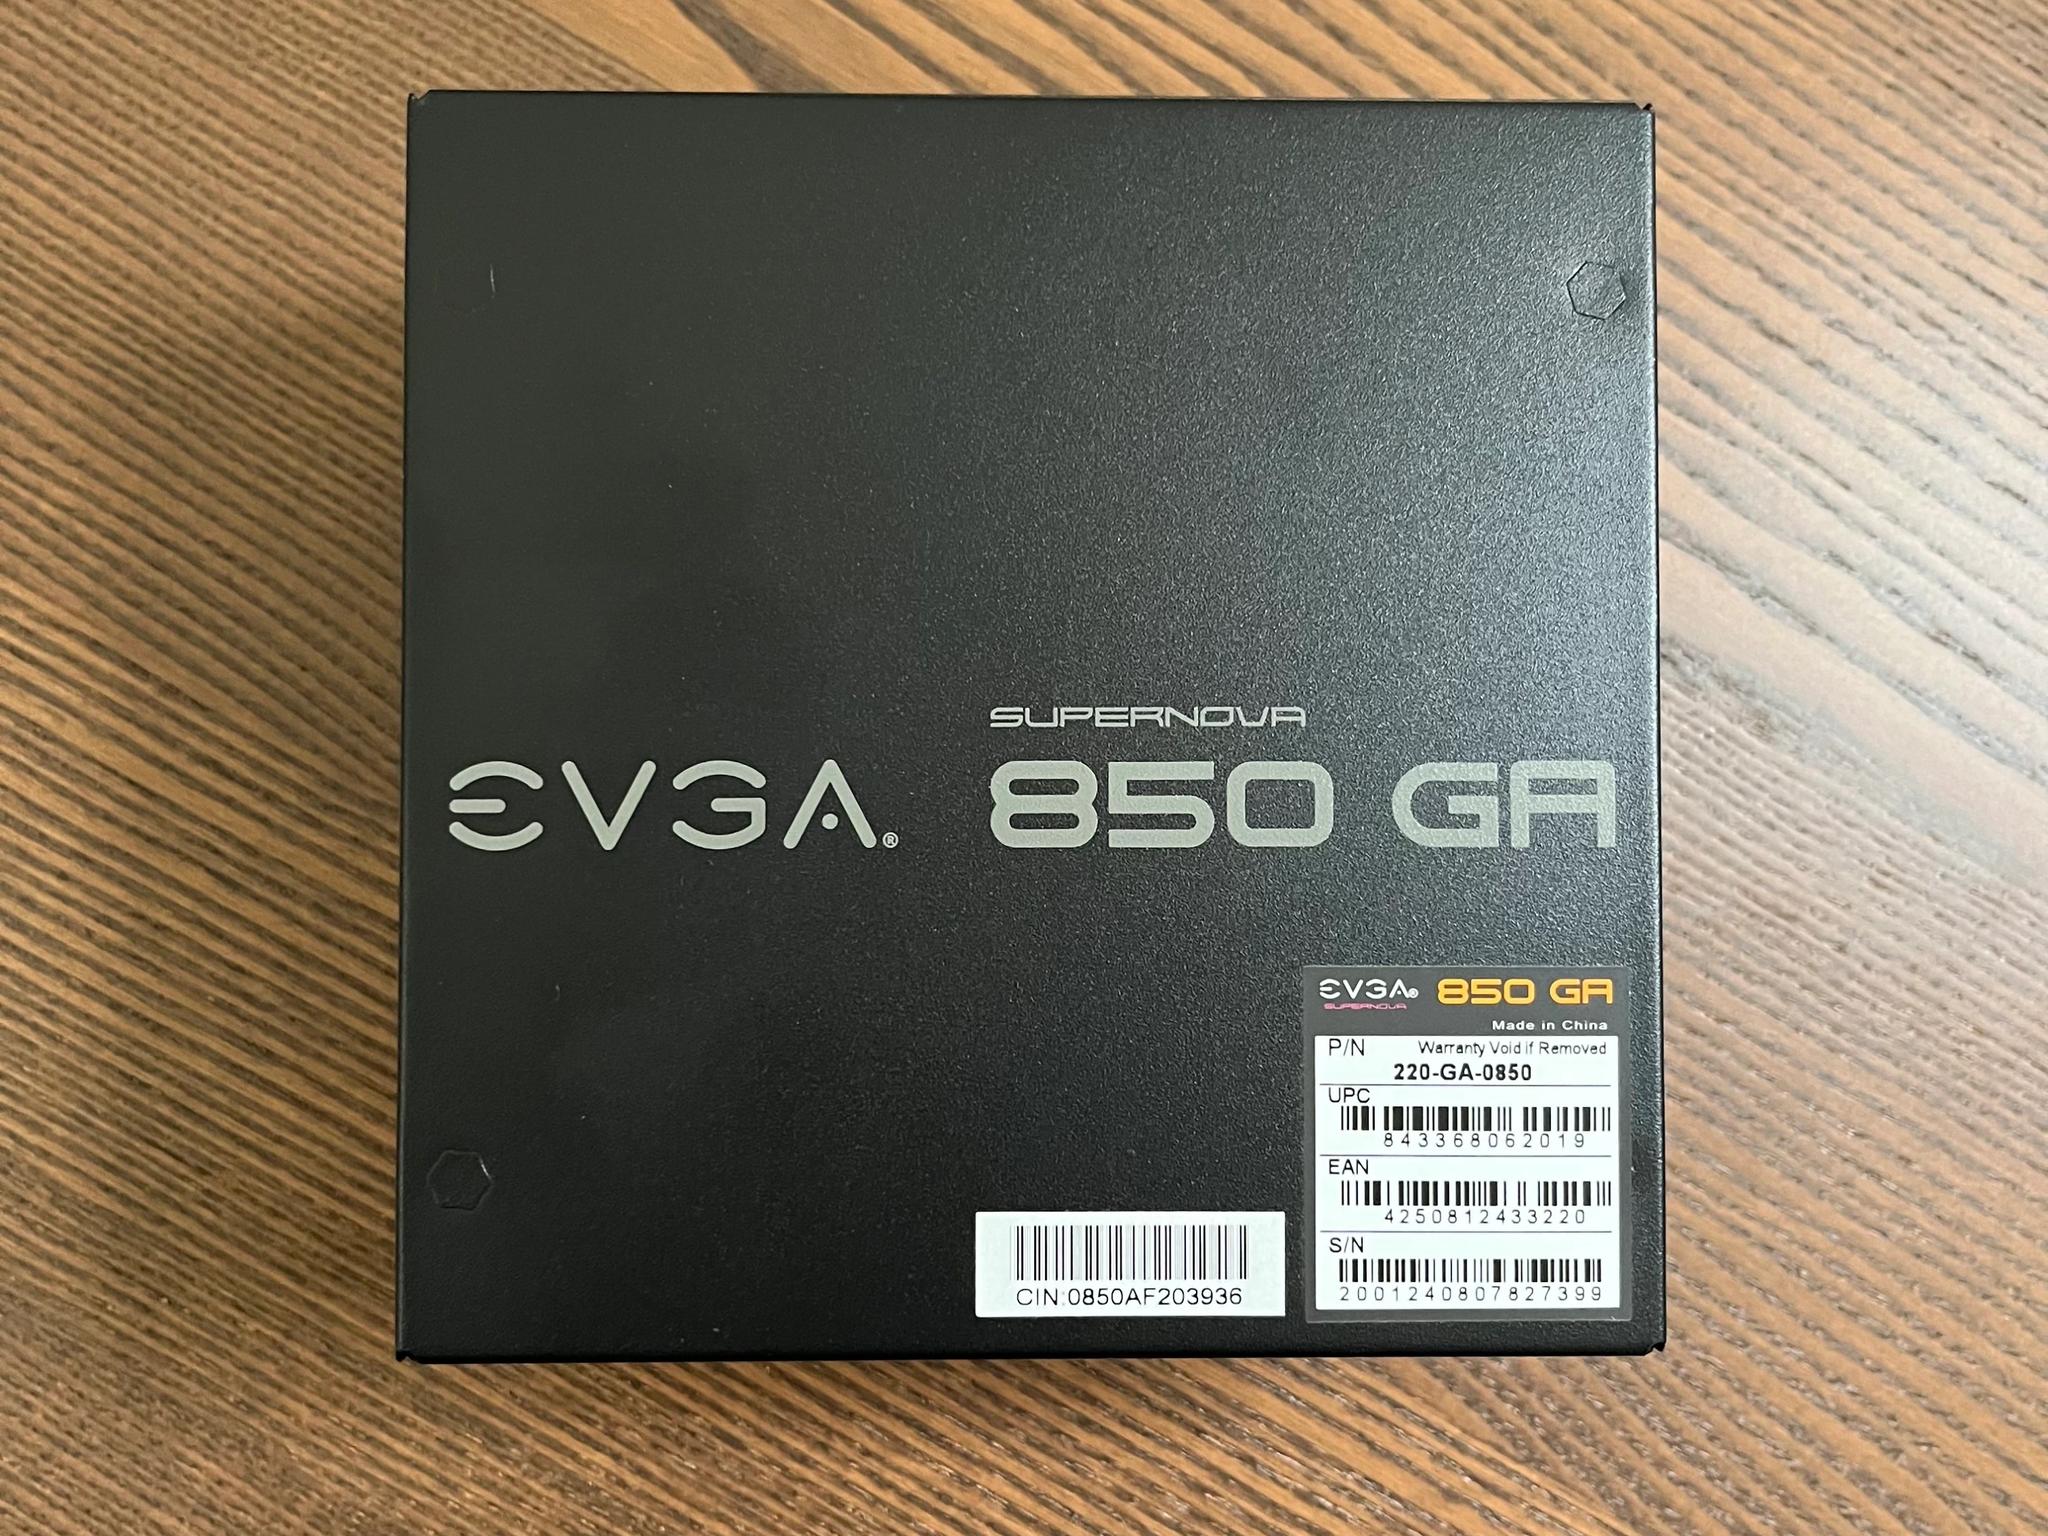 SUPERNOVA
EVGA® 850 GA
EVGA® 850 GA
SUPERNOVA
Made in China
P/N Warranty Void if Removed
220-GA-0850
UPC
843368062019
EAN
4250812433220
S/N
2001240807827399
CIN:0850AF203936